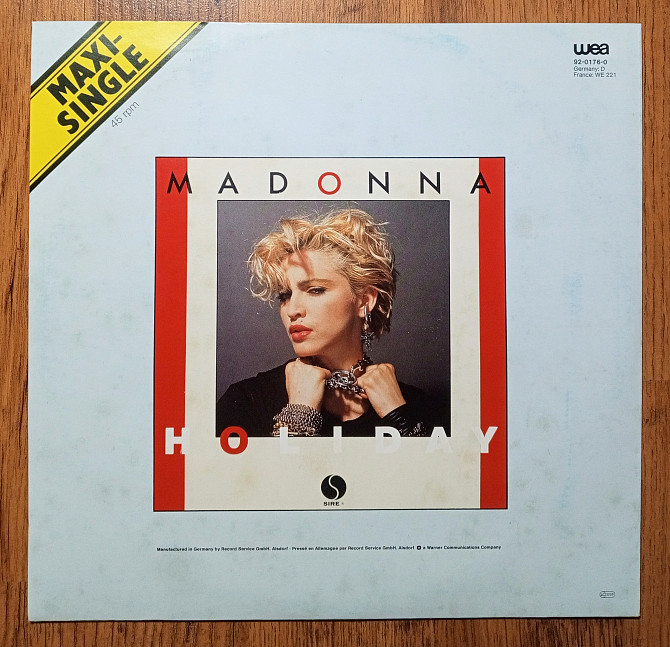 MAXI-
SINGLE
45 rpm
wea
92-0176-0
Germany: D
France: WE 221
MADONNA
HOLIDAY
SIRE
Manufactured in Germany by Record Service GmbH, Alsdorf · Pressé en Allemagne par Record Service GmbH, Alsdorf a Warner Communications Company